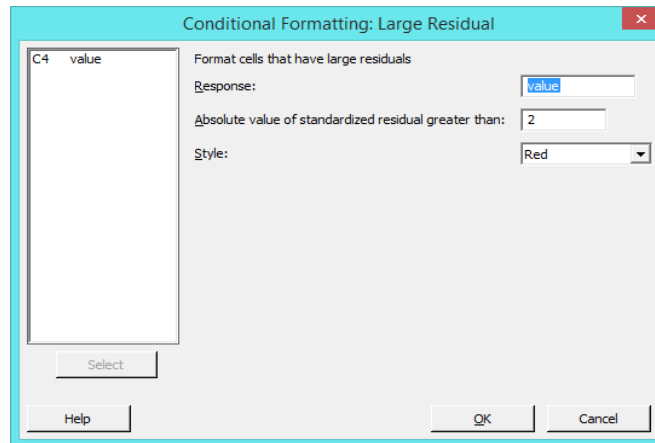 Conditional Formatting: Large Residual
x
C4 value
Format cells that have large residuals
Response: value
Absolute value of standardized residual greater than: 2
Style: Red
Select
Help
OK
Cancel